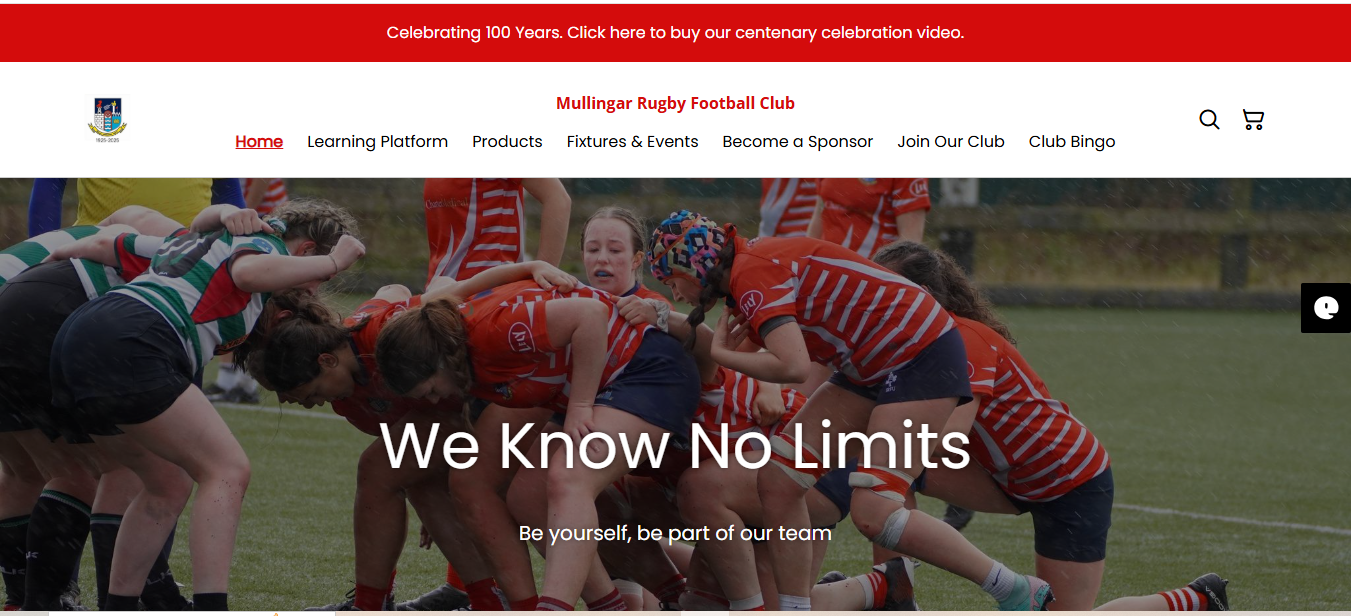 Celebrating 100 Years. Click here to buy our centenary celebration video.
Mullingar Rugby Football Club
Home Learning Platform Products Fixtures & Events Become a Sponsor Join Our Club Club Bingo
We Know No Limits
Be yourself, be part of our team